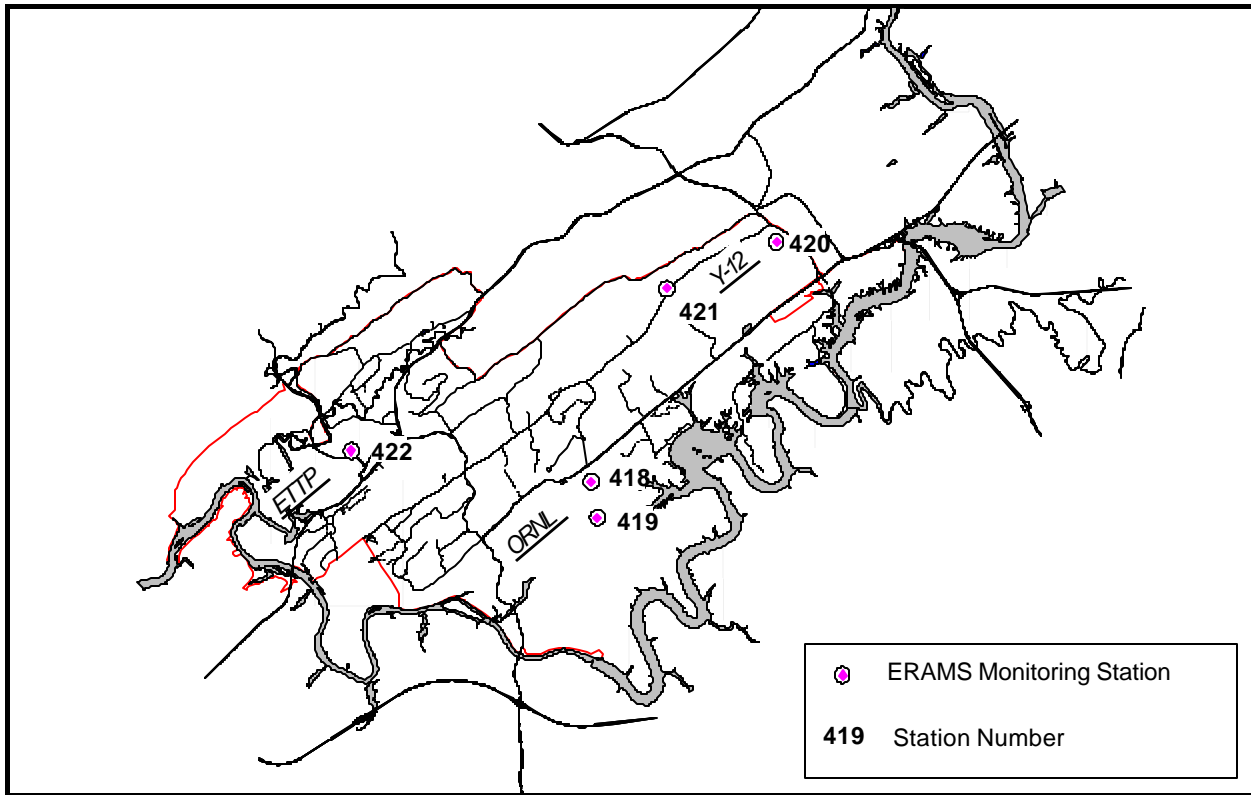 420
Y-12
421
422
ETTP
418
419
ORNL
ERAMS Monitoring Station
419 Station Number